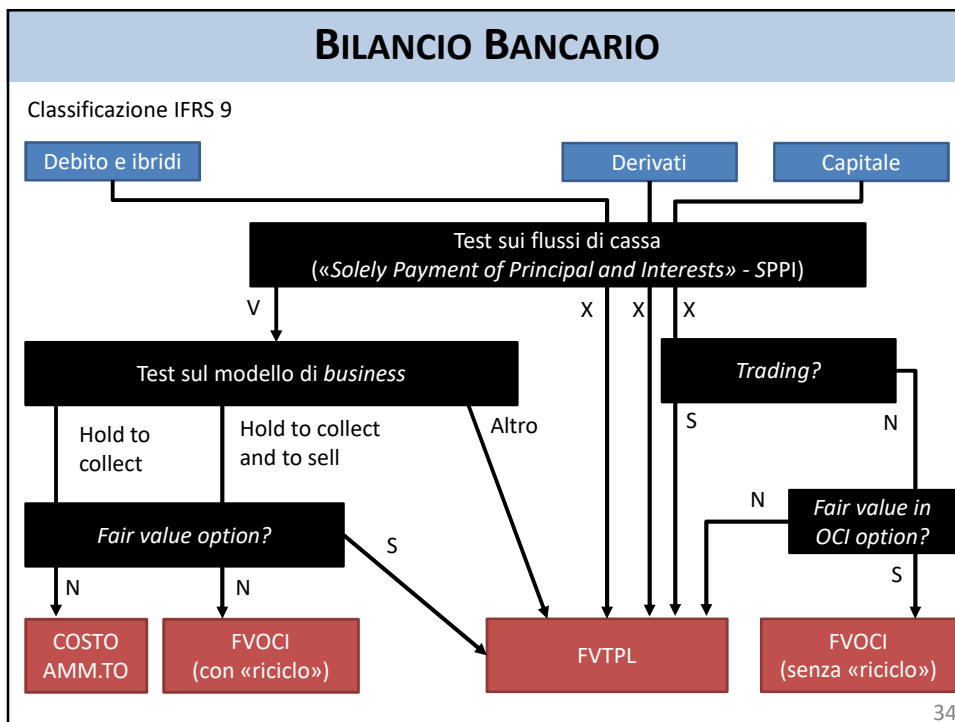 BILANCIO BANCARIO
Classificazione IFRS 9
Debito e ibridi
Derivati
Capitale
Test sui flussi di cassa
(«Solely Payment of Principal and Interests» - SPPI)
V
X
X
X
Test sul modello di business
Trading?
Hold to
collect
Hold to collect
and to sell
Altro
S
N
Fair value option?
S
N
Fair value in
OCI option?
N
N
S
COSTO
AMM.TO
FVOCI
(con «riciclo»)
FVTPL
FVOCI
(senza «riciclo»)
34